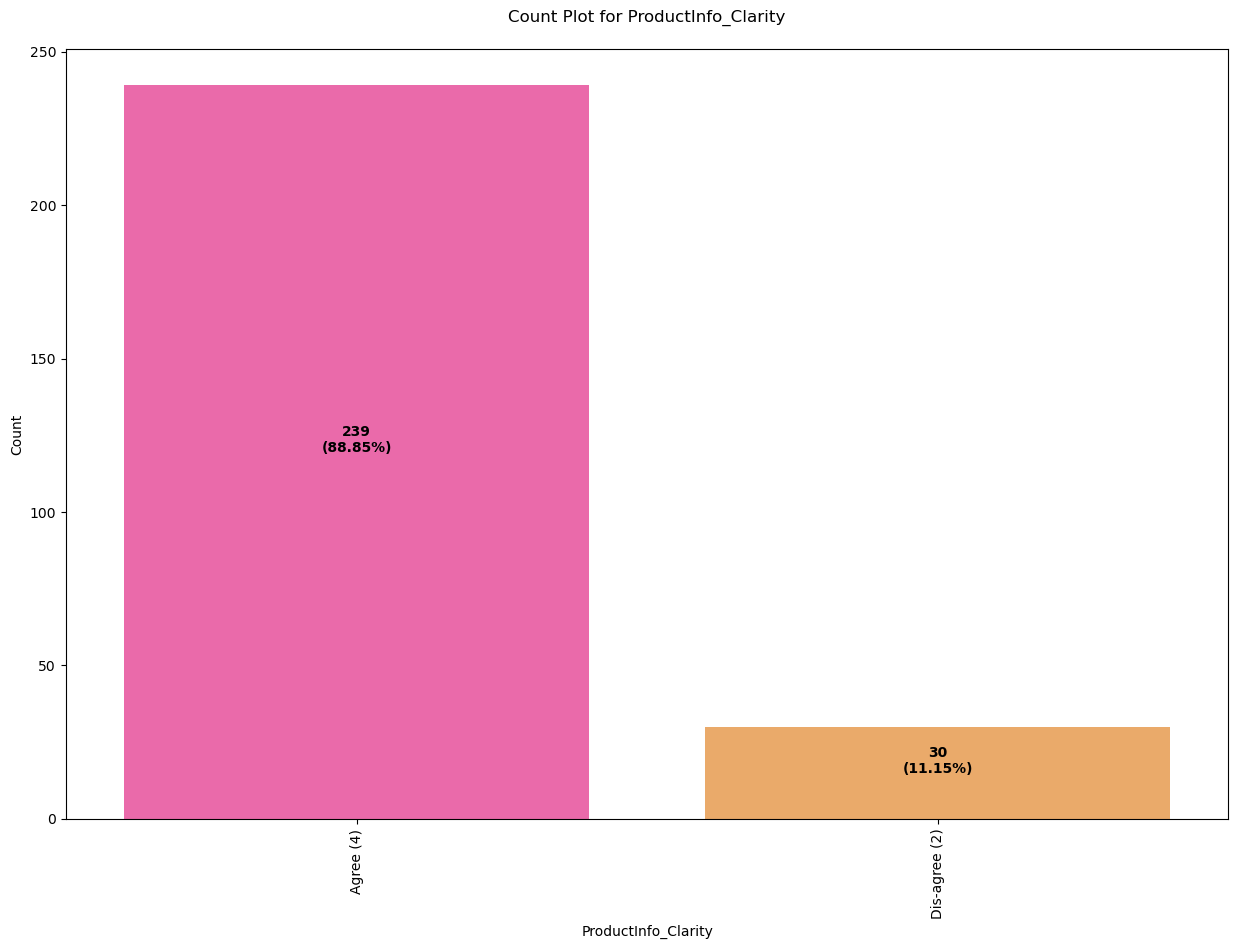 Count Plot for ProductInfo_Clarity
250
200
150
100
50
0
Count
239
(88.85%)
30
(11.15%)
Agree (4)
Dis-agree (2)
ProductInfo_Clarity